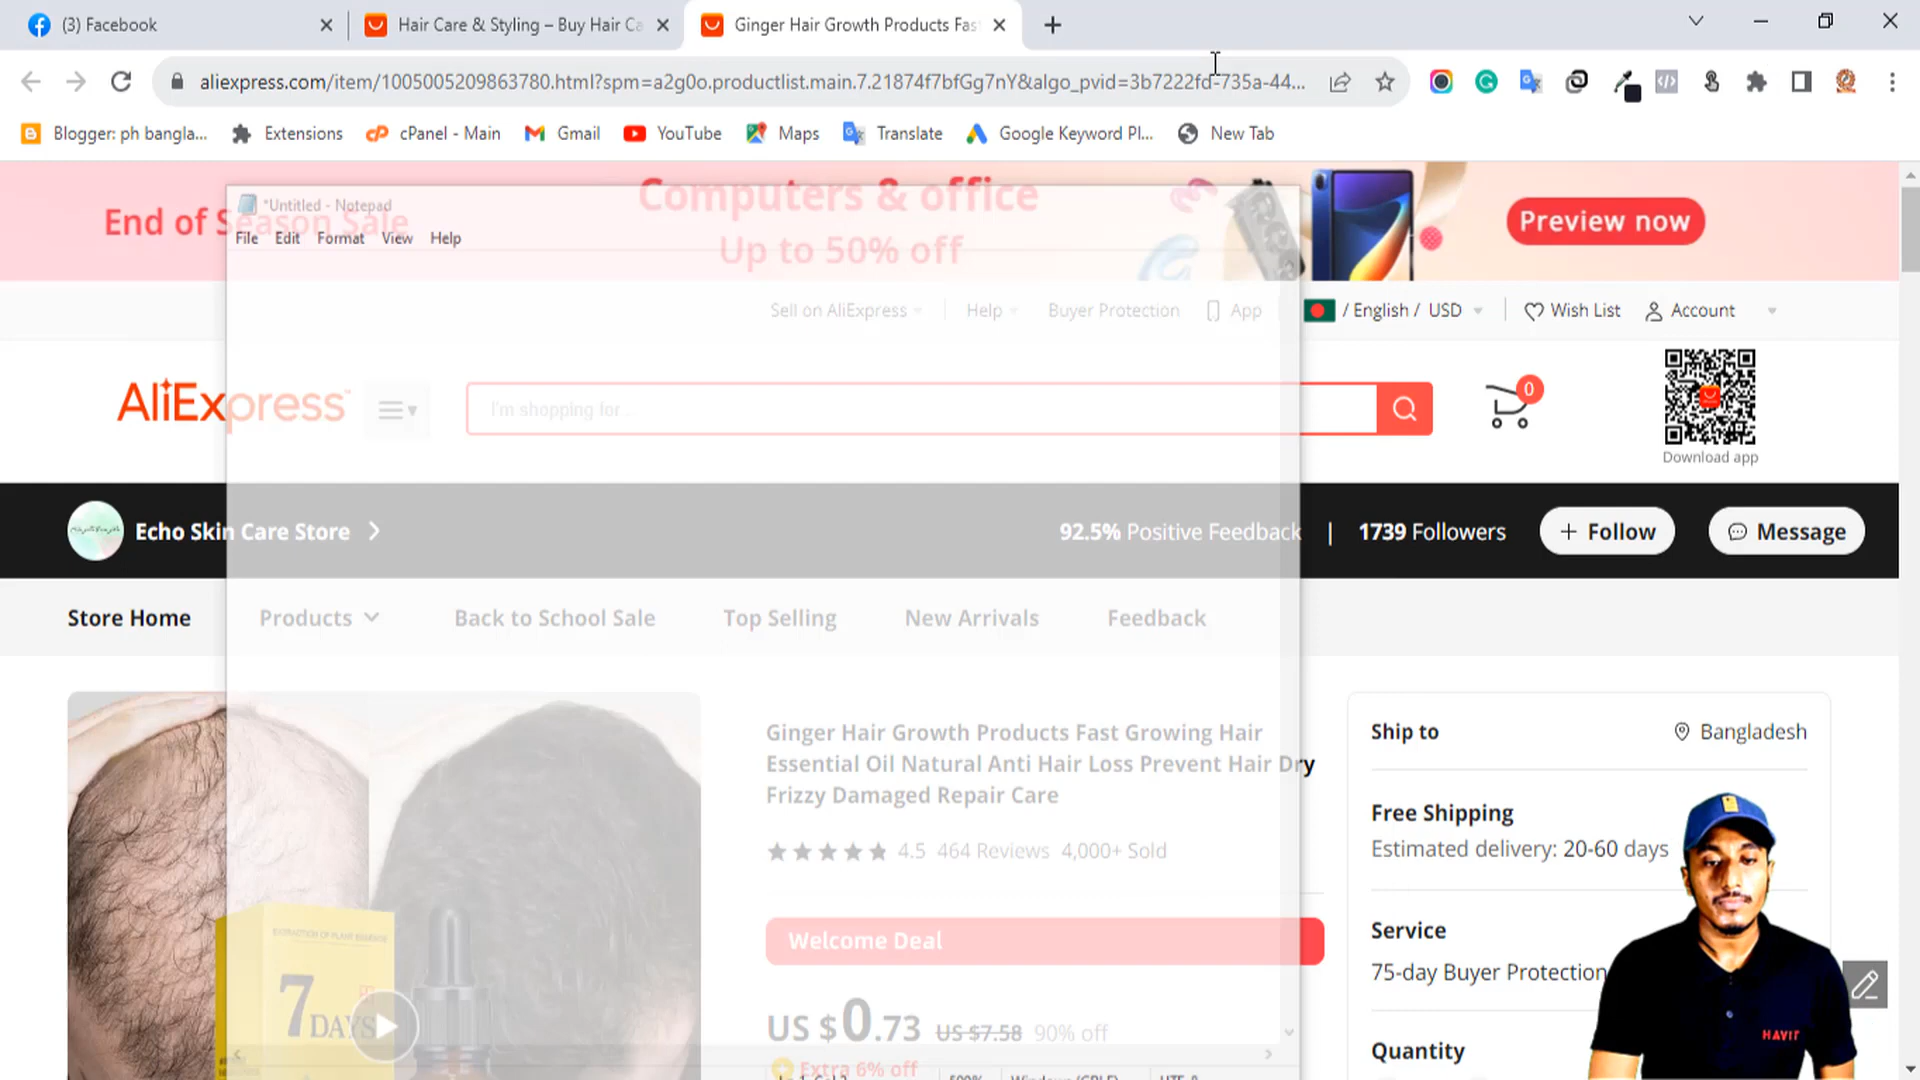 (3) Facebook
Hair Care & Styling – Buy Hair Ca
Ginger Hair Growth Products Fas
aliexpress.com/item/1005005209863780.html?spm=a2g0o.productlist.main.7.21874f7bfGg7nY&algo_pvid=3b7222fd-735a-44...
Blogger: ph bangla...
Extensions
cPanel - Main
Gmail
YouTube
Maps
Translate
Google Keyword Pl...
New Tab
End of Season Sale
Computers & office
Up to 50% off
Preview now
*Untitled - Notepad
File Edit Format View Help
Sell on AliExpress
Help
Buyer Protection
App
/ English / USD
Wish List
Account
AliExpress
I'm shopping for ..
0
Download app
Echo Skin Care Store
92.5% Positive Feedback | 1739 Followers
+ Follow
Message
Store Home
Products
Back to School Sale
Top Selling
New Arrivals
Feedback
Ginger Hair Growth Products Fast Growing Hair
Essential Oil Natural Anti Hair Loss Prevent Hair Dry
Frizzy Damaged Repair Care
4.5 464 Reviews 4,000+ Sold
Welcome Deal
US $0.73 US $7.58 90% off
Extra 6% off
7 DAYS
Ship to
Bangladesh
Free Shipping
Estimated delivery: 20-60 days
Service
75-day Buyer Protection
Quantity
HAVIT